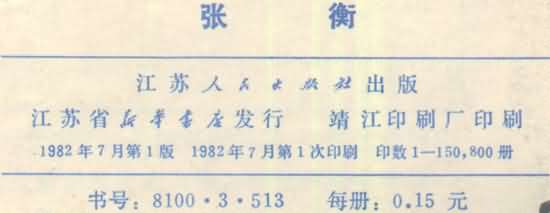 张 衡
江苏人民出版社出版
江苏省新华书店发行 靖江印刷厂印刷
1982年7月第1版 1982年7月第1次印刷 印数1—150,800册
书号：8100·3·513 每册：0.15 元